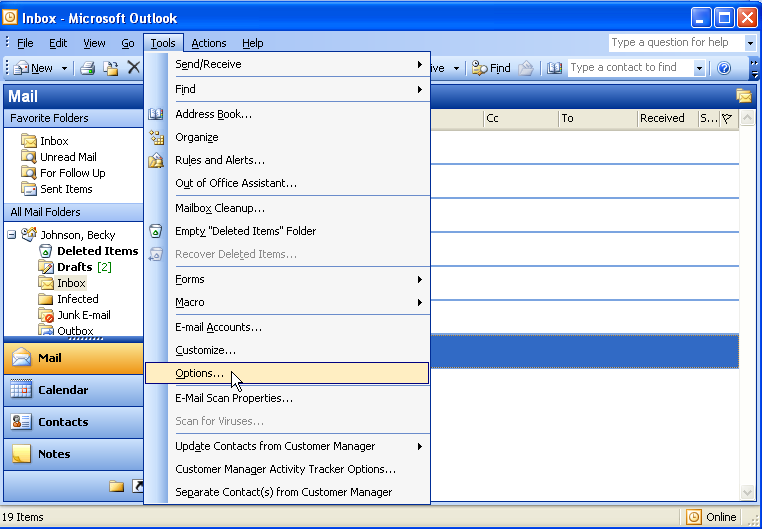 Inbox - Microsoft Outlook
File Edit View Go Tools Actions Help Type a question for help
New Find Type a contact to find
Mail
Favorite Folders
Inbox
Unread Mail
For Follow Up
Sent Items
All Mail Folders
Johnson, Becky
Deleted Items
Drafts [2]
Inbox
Infected
Junk E-mail
Outbox
Mail
Calendar
Contacts
Notes
Send/Receive
Find
Address Book...
Organize
Rules and Alerts...
Out of Office Assistant...
Mailbox Cleanup...
Empty "Deleted Items" Folder
Recover Deleted Items...
Forms
Macro
E-mail Accounts...
Customize...
Options...
E-Mail Scan Properties...
Scan for Viruses...
Update Contacts from Customer Manager
Customer Manager Activity Tracker Options...
Separate Contact(s) from Customer Manager
Cc To Received S...
19 Items Online